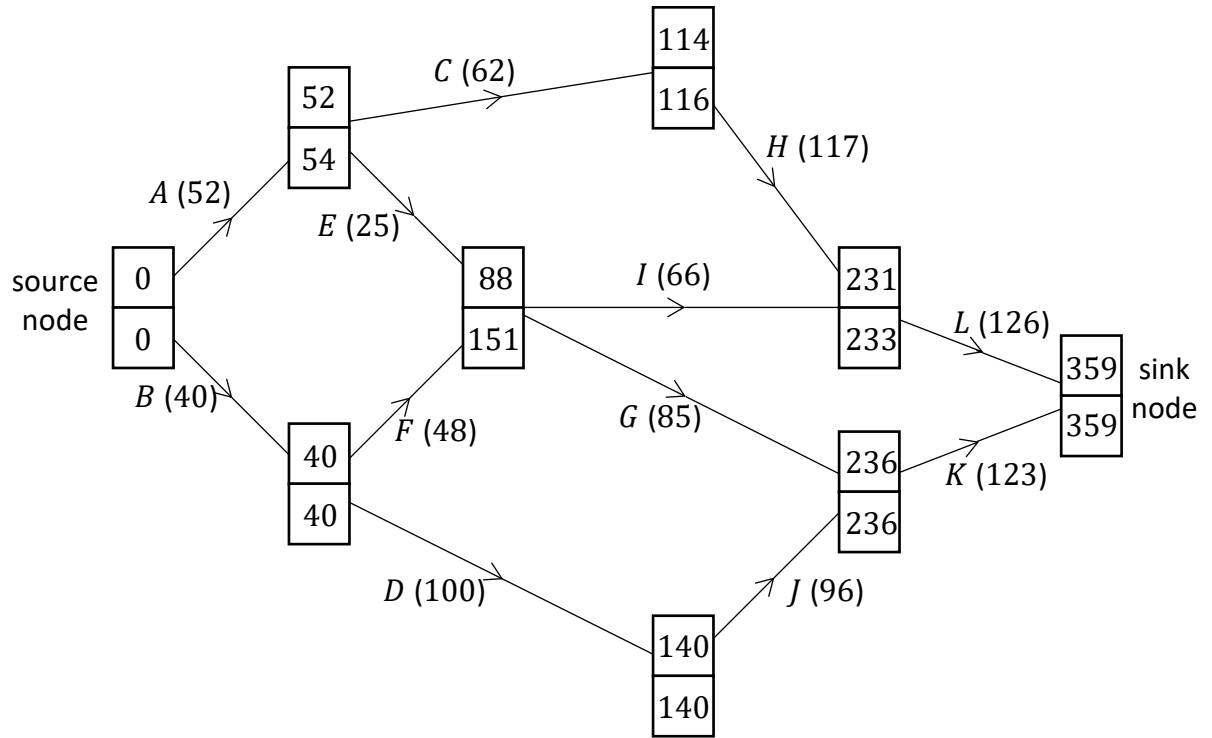 114
116
C (62)
52
54
H (117)
A (52)
E (25)
source
node
0
0
88
151
I (66)
231
233
L (126)
359
359
sink
node
B (40)
F (48)
G (85)
40
40
236
236
K (123)
D (100)
J (96)
140
140